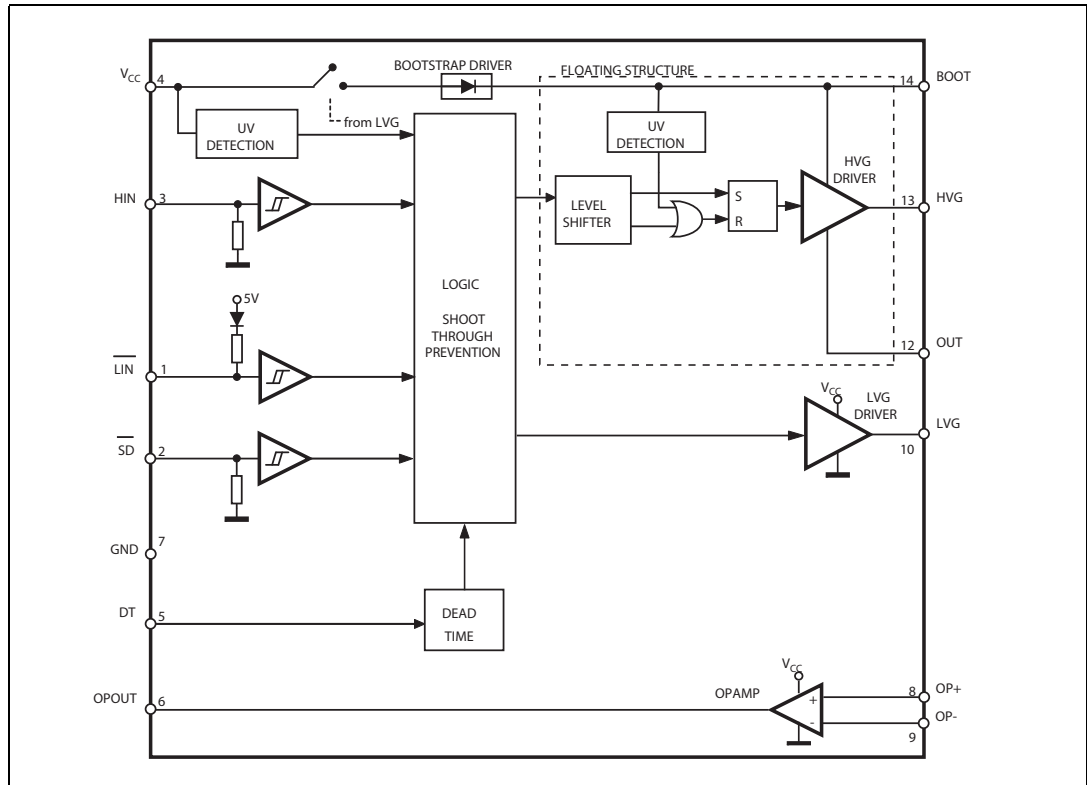 BOOTSTRAP DRIVER
FLOATING STRUCTURE
VCC
4
14
BOOT
from LVG
UV
DETECTION
UV
DETECTION
HVG
DRIVER
HIN
3
LEVEL
SHIFTER
S
R
13
HVG
LOGIC
SHOOT
THROUGH
PREVENTION
5V
LIN
1
12
OUT
VCC
LVG
DRIVER
LVG
10
SD
2
GND
7
DT
5
DEAD
TIME
OPOUT
6
OPAMP
VCC
+
-
8
OP+
OP-
9